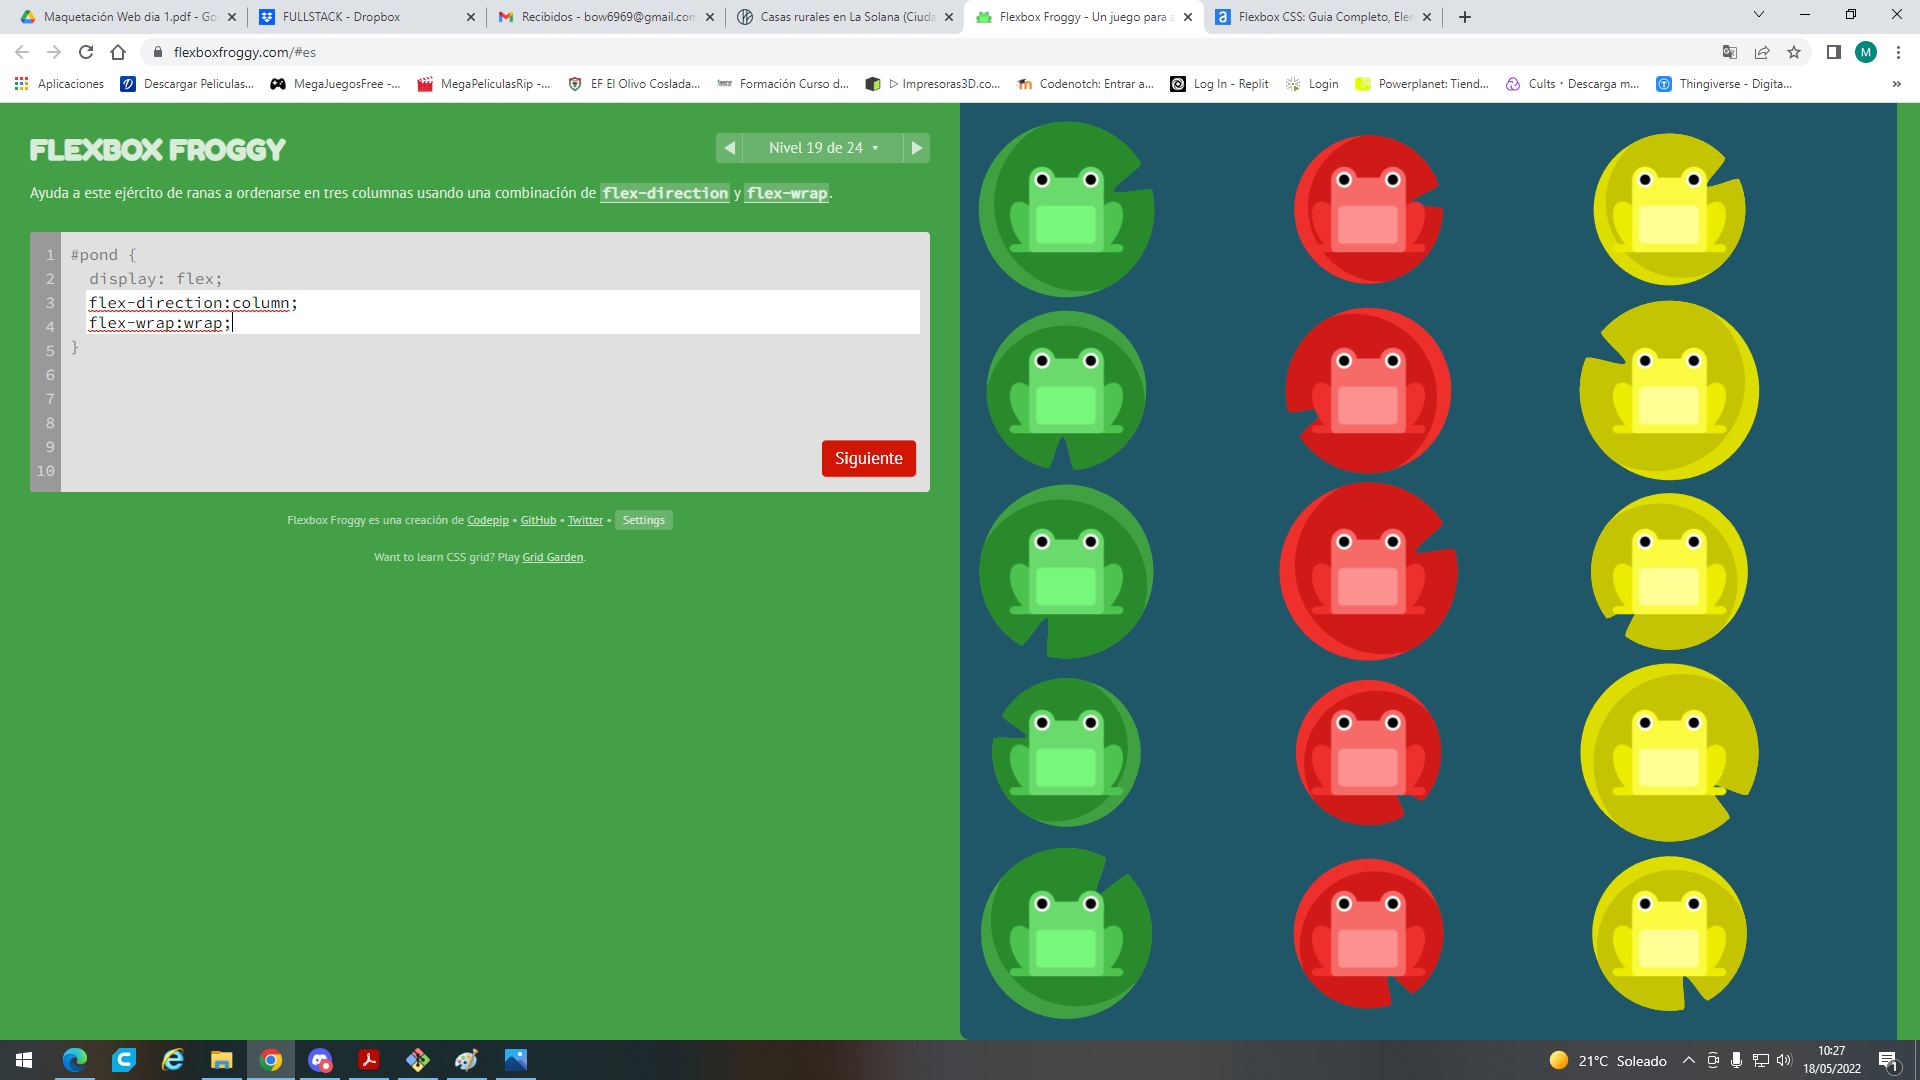 Maquetación Web dia 1.pdf - Go
FULLSTACK - Dropbox
Recibidos - bow6969@gmail.com
Casas rurales en La Solana (Ciuda
Flexbox Froggy - Un juego para a
Flexbox CSS: Guia Completo, Eler
flexboxfroggy.com/#es
M
Aplicaciones
Descargar Peliculas...
MegaJuegosFree -...
MegaPeliculasRip -...
EF El Olivo Coslada...
Formación Curso d...
▷ Impresoras3D.co...
Codenotch: Entrar a...
Log In - Replit
Login
Powerplanet: Tiend...
Cults・Descarga m...
Thingiverse - Digita...
»
FLEXBOX FROGGY
Nivel 19 de 24
Ayuda a este ejército de ranas a ordenarse en tres columnas usando una combinación de flex-direction y flex-wrap.
1 #pond {
2 display: flex;
3 flex-direction:column;
4 flex-wrap:wrap;
5 }
6
7
8
9
10
Siguiente
Flexbox Froggy es una creación de Codepip • GitHub • Twitter • Settings
Want to learn CSS grid? Play Grid Garden.
21°C Soleado
10:27
18/05/2022
1